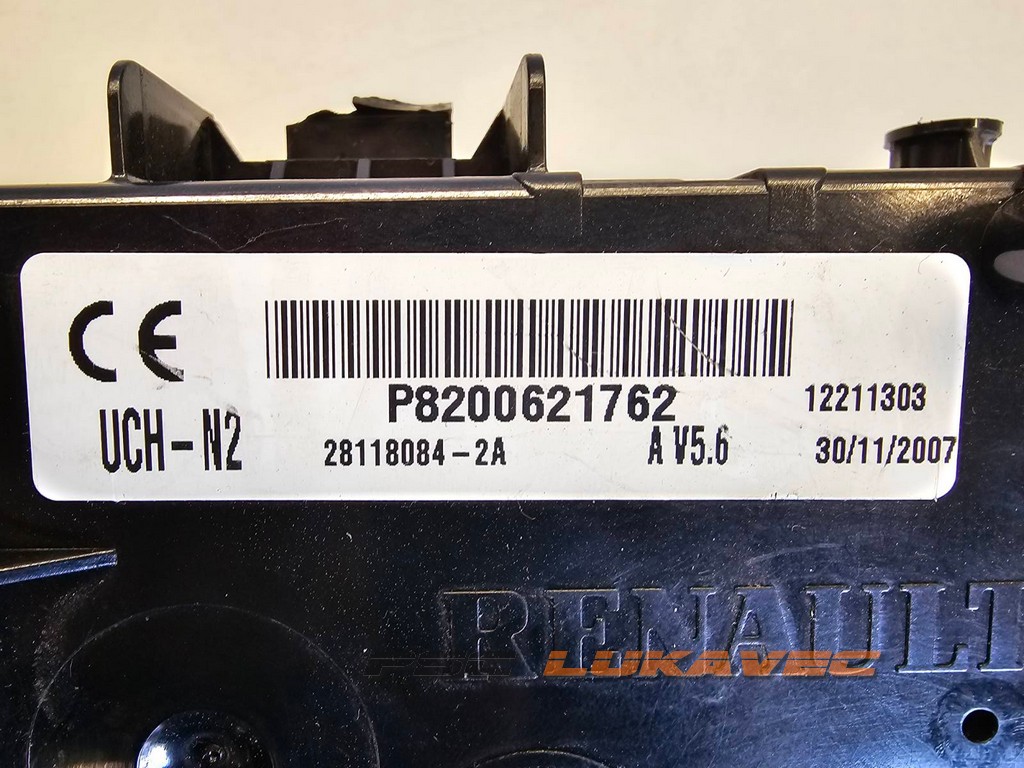 CE
P8200621762
12211303
UCH-N2
28118084-2A
A V5.6
30/11/2007
RENAULT
LUKAVEC